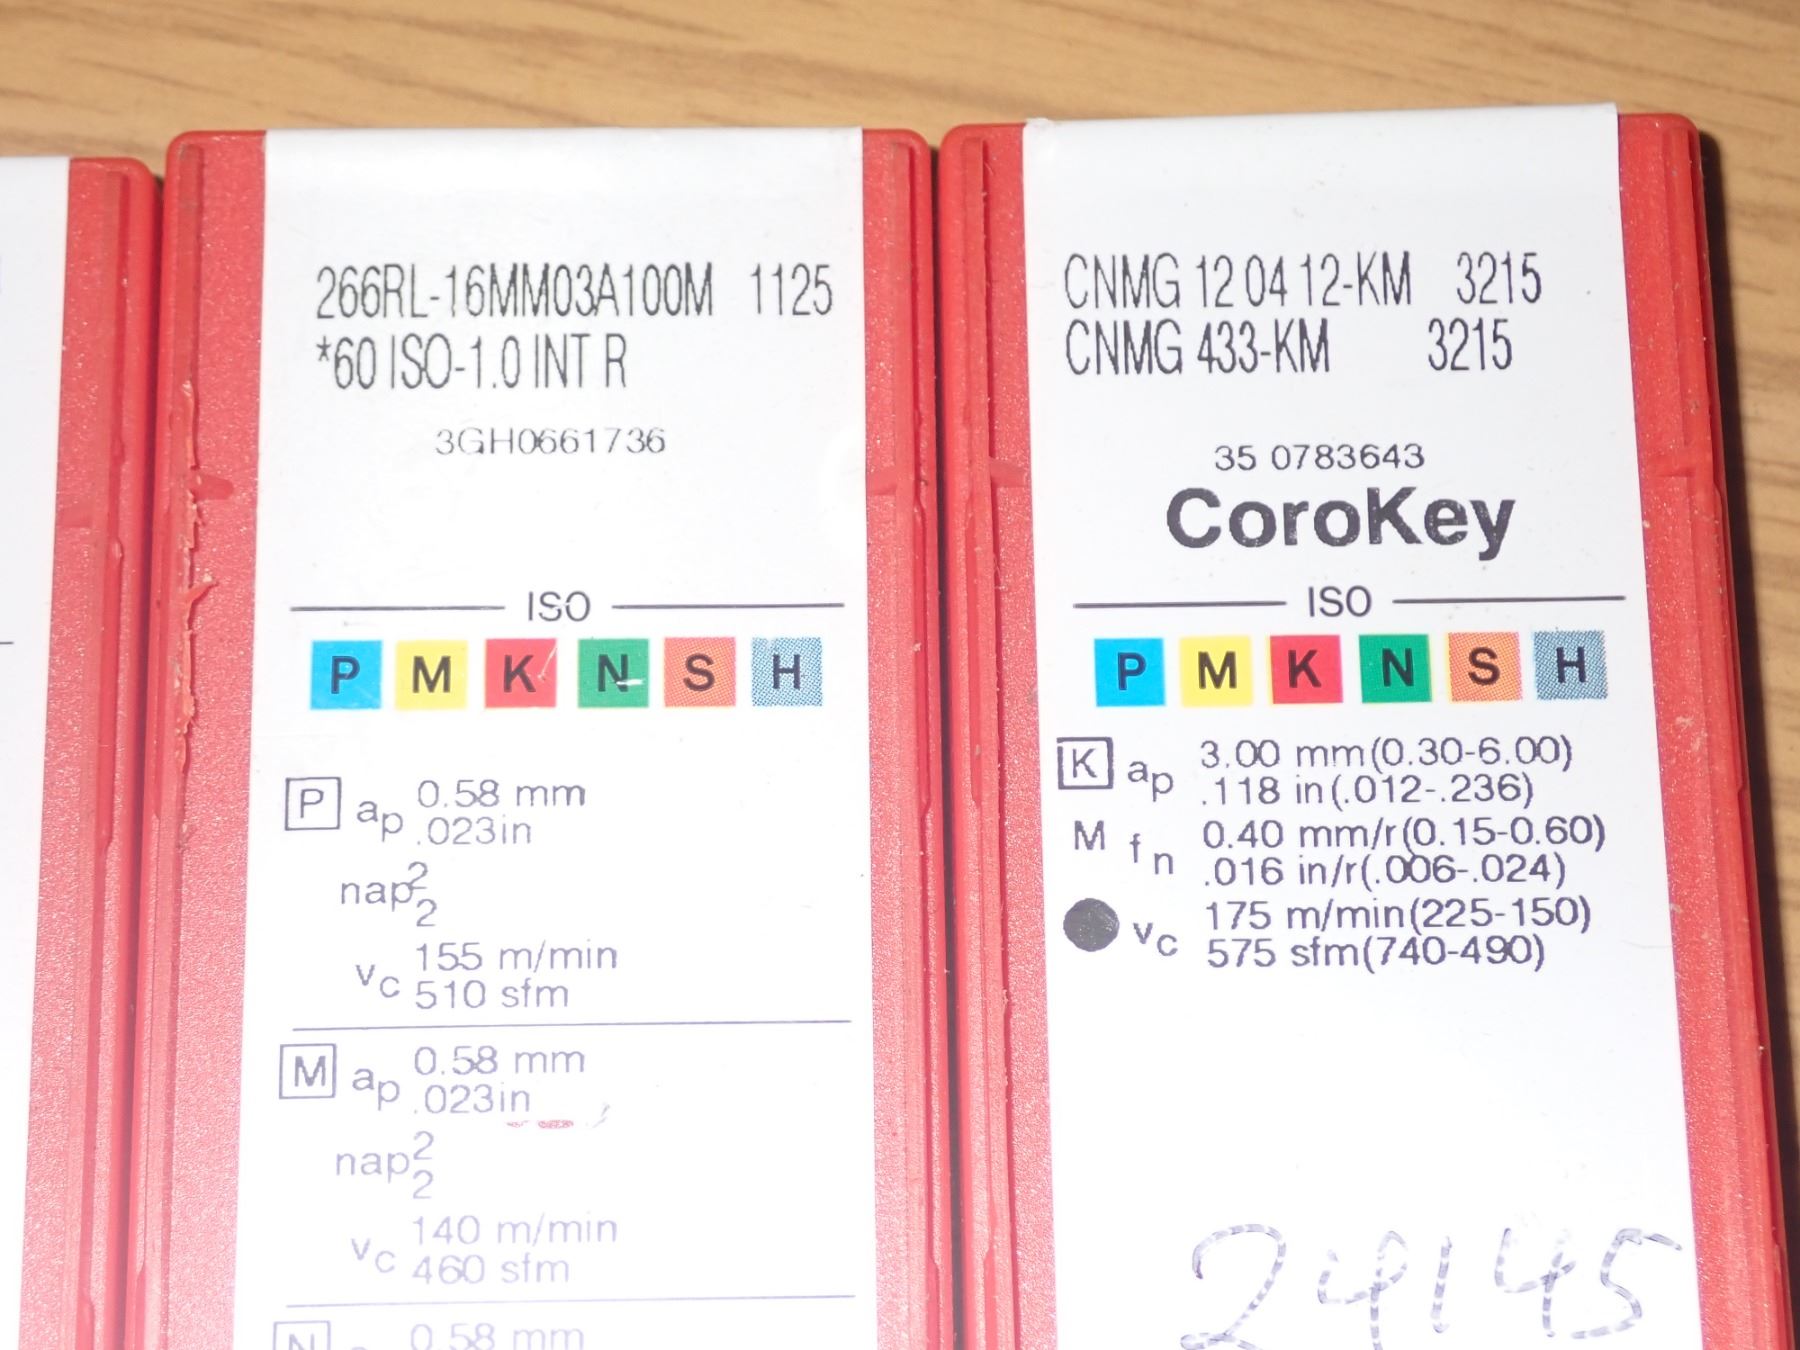 266RL-16MM03A100M 1125
*60 ISO-1.0 INT R
3GH0661736
ISO
P M K N S H
P ap 0.58 mm
.023in
nap 2
2
vc 155 m/min
510 sfm
M ap 0.58 mm
.023in
nap 2
2
vc 140 m/min
460 sfm
N 0.58 mm
CNMG 12 04 12-KM 3215
CNMG 433-KM 3215
35 0783643
CoroKey
ISO
P M K N S H
K ap 3.00 mm(0.30-6.00)
.118 in(.012-.236)
M fn 0.40 mm/r(0.15-0.60)
.016 in/r(.006-.024)
vc 175 m/min(225-150)
575 sfm(740-490)
24145